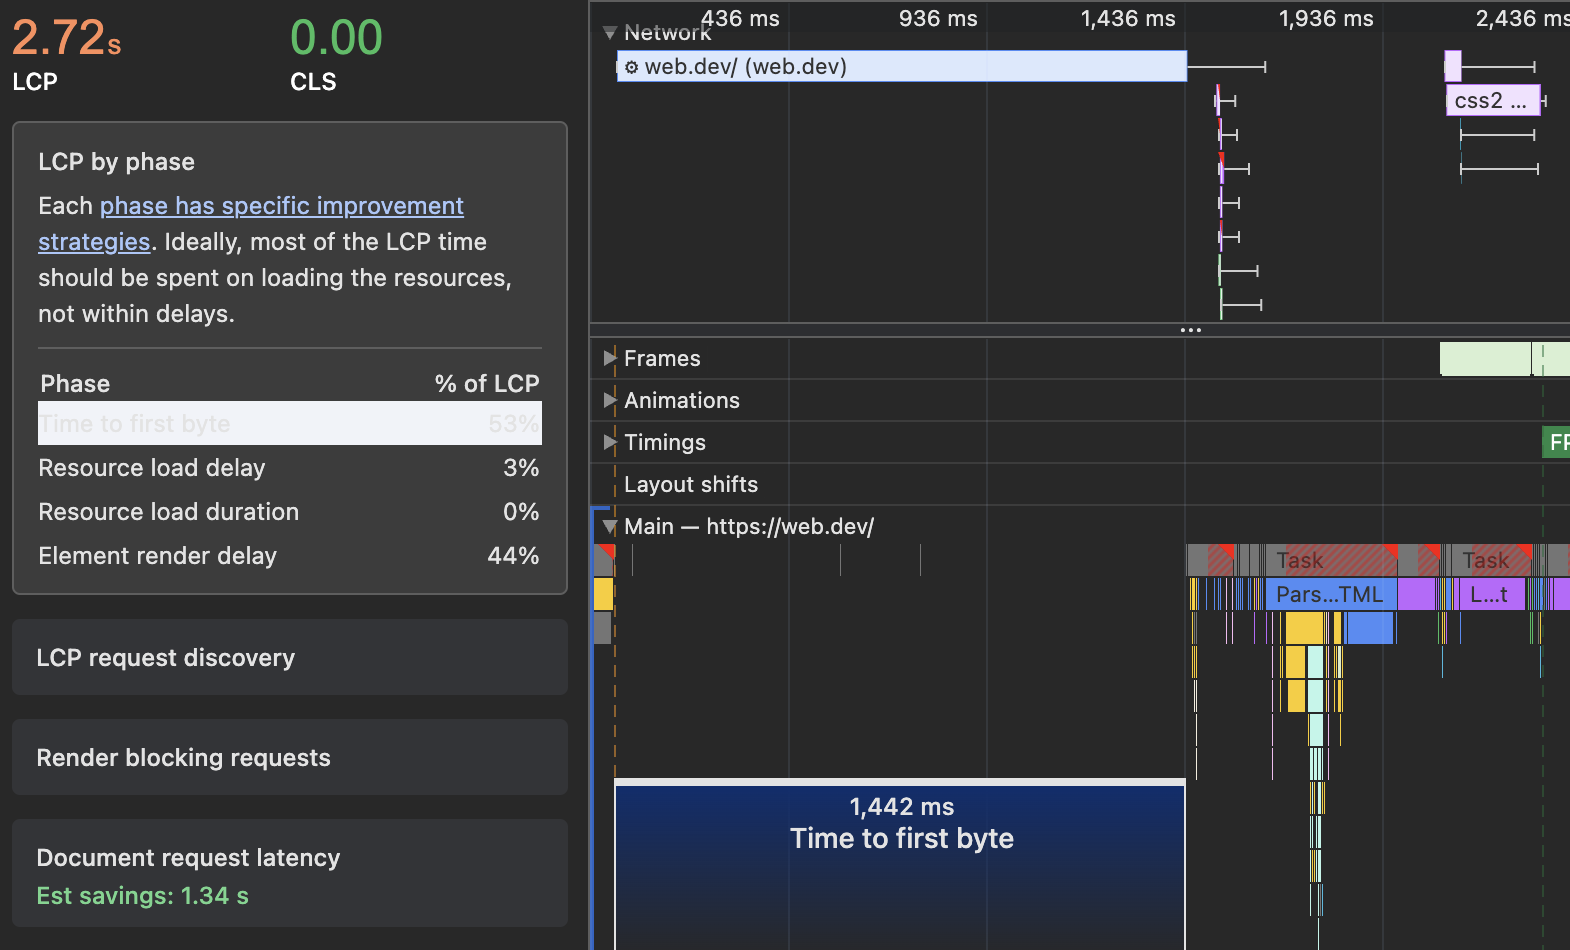 2.72s
LCP
0.00
CLS
LCP by phase
Each phase has specific improvement
strategies. Ideally, most of the LCP time
should be spent on loading the resources,
not within delays.
Phase % of LCP
Time to first byte 53%
Resource load delay 3%
Resource load duration 0%
Element render delay 44%
LCP request discovery
Render blocking requests
Document request latency
Est savings: 1.34 s
436 ms 936 ms 1,436 ms 1,936 ms 2,436 ms
Network
web.dev/ (web.dev)
css2 ...
Frames
Animations
Timings
Layout shifts
Main — https://web.dev/
Task Task
Pars...TML L...t
1,442 ms
Time to first byte